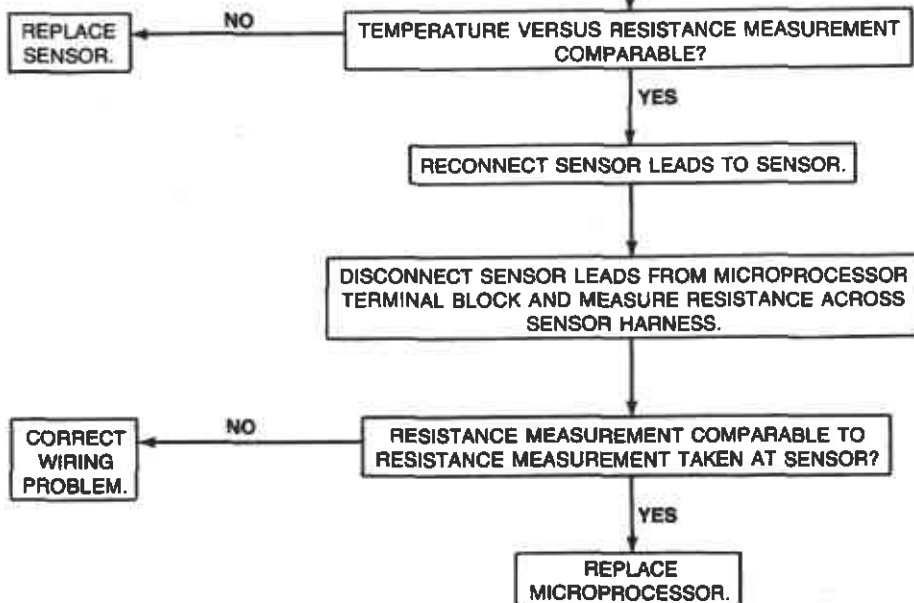 NO
REPLACE
SENSOR.
TEMPERATURE VERSUS RESISTANCE MEASUREMENT
COMPARABLE?
YES
RECONNECT SENSOR LEADS TO SENSOR.
DISCONNECT SENSOR LEADS FROM MICROPROCESSOR
TERMINAL BLOCK AND MEASURE RESISTANCE ACROSS
SENSOR HARNESS.
NO
CORRECT
WIRING
PROBLEM.
RESISTANCE MEASUREMENT COMPARABLE TO
RESISTANCE MEASUREMENT TAKEN AT SENSOR?
YES
REPLACE
MICROPROCESSOR.